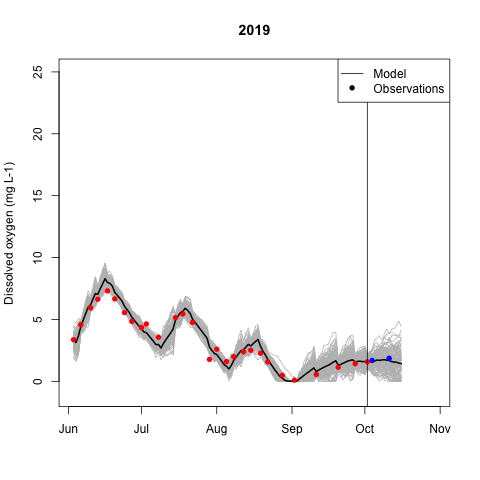 2019
Dissolved oxygen (mg L-1)
25
20
15
10
5
0
Model
Observations
Jun Jul Aug Sep Oct Nov